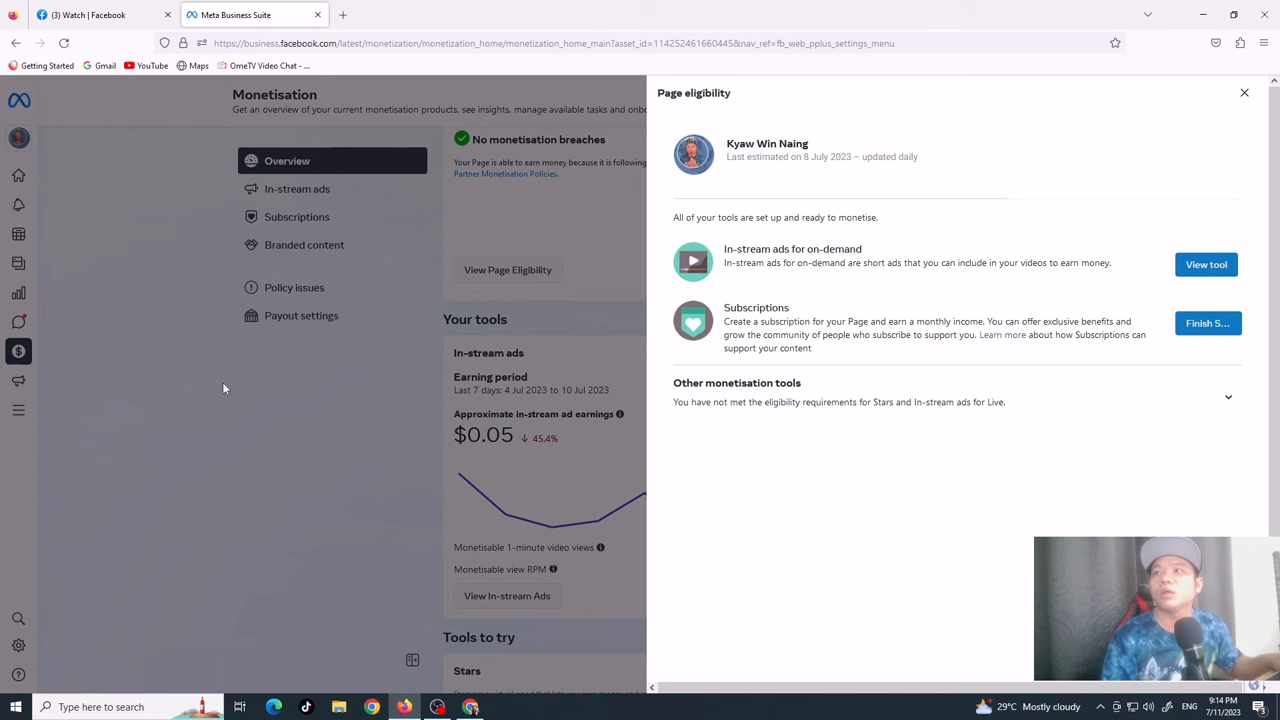 (3) Watch | Facebook
Meta Business Suite
https://business.facebook.com/latest/monetization/monetization_home/monetization_home_main?asset_id=114252461660445&nav_ref=fb_web_pplus_settings_menu
Getting Started
Gmail
YouTube
Maps
OmeTV Video Chat - ...
Monetisation
Get an overview of your current monetisation products, see insights, manage available tasks and onbo
Overview
In-stream ads
Subscriptions
Branded content
Policy issues
Payout settings
No monetisation breaches
Your Page is able to earn money because it is following
Partner Monetisation Policies.
View Page Eligibility
Your tools
In-stream ads
Earning period
Last 7 days: 4 Jul 2023 to 10 Jul 2023
Approximate in-stream ad earnings
$0.05 ↓ 45.4%
Monetisable 1-minute video views
Monetisable view RPM
View In-stream Ads
Tools to try
Stars
Page eligibility
Kyaw Win Naing
Last estimated on 8 July 2023 – updated daily
All of your tools are set up and ready to monetise.
In-stream ads for on-demand
In-stream ads for on-demand are short ads that you can include in your videos to earn money.
View tool
Subscriptions
Create a subscription for your Page and earn a monthly income. You can offer exclusive benefits and
grow the community of people who subscribe to support you. Learn more about how Subscriptions can
support your content
Finish S...
Other monetisation tools
You have not met the eligibility requirements for Stars and In-stream ads for Live.
Type here to search
29°C Mostly cloudy
ENG
9:14 PM
7/11/2023